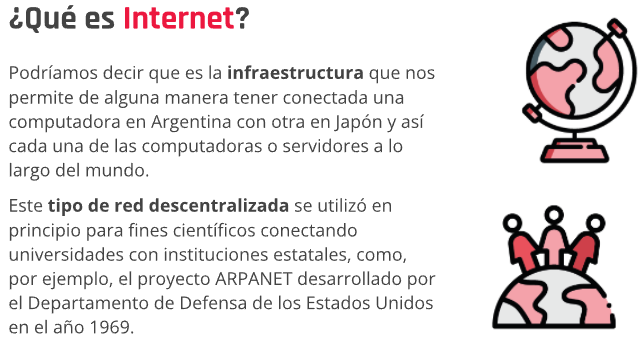 ¿Qué es Internet?
Podríamos decir que es la infraestructura que nos
permite de alguna manera tener conectada una
computadora en Argentina con otra en Japón y así
cada una de las computadoras o servidores a lo
largo del mundo.
Este tipo de red descentralizada se utilizó en
principio para fines científicos conectando
universidades con instituciones estatales, como,
por ejemplo, el proyecto ARPANET desarrollado por
el Departamento de Defensa de los Estados Unidos
en el año 1969.